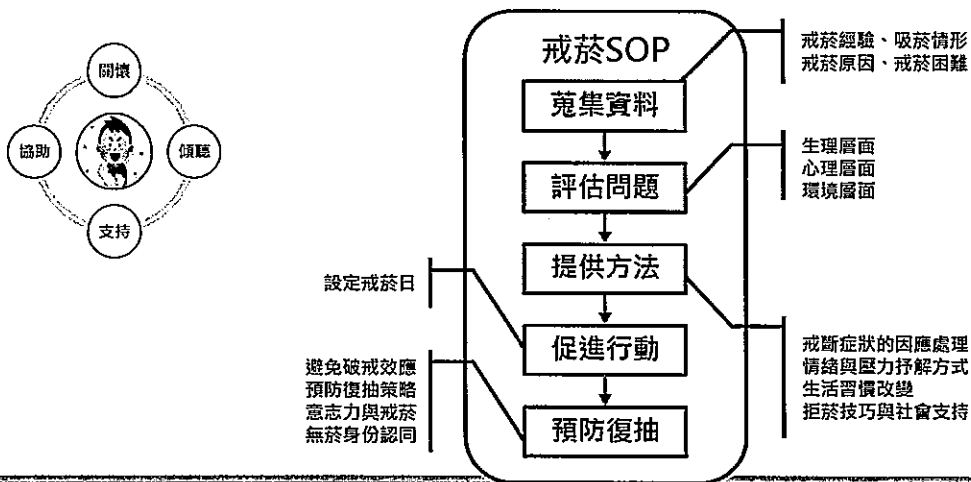 關懷
協助
傾聽
支持
戒菸SOP
蒐集資料
戒菸經驗、吸菸情形
戒菸原因、戒菸困難
評估問題
生理層面
心理層面
環境層面
提供方法
戒斷症狀的因應處理
情緒與壓力抒解方式
生活習慣改變
拒菸技巧與社會支持
設定戒菸日
促進行動
避免破戒效應
預防復抽策略
意志力與戒菸
無菸身份認同
預防復抽